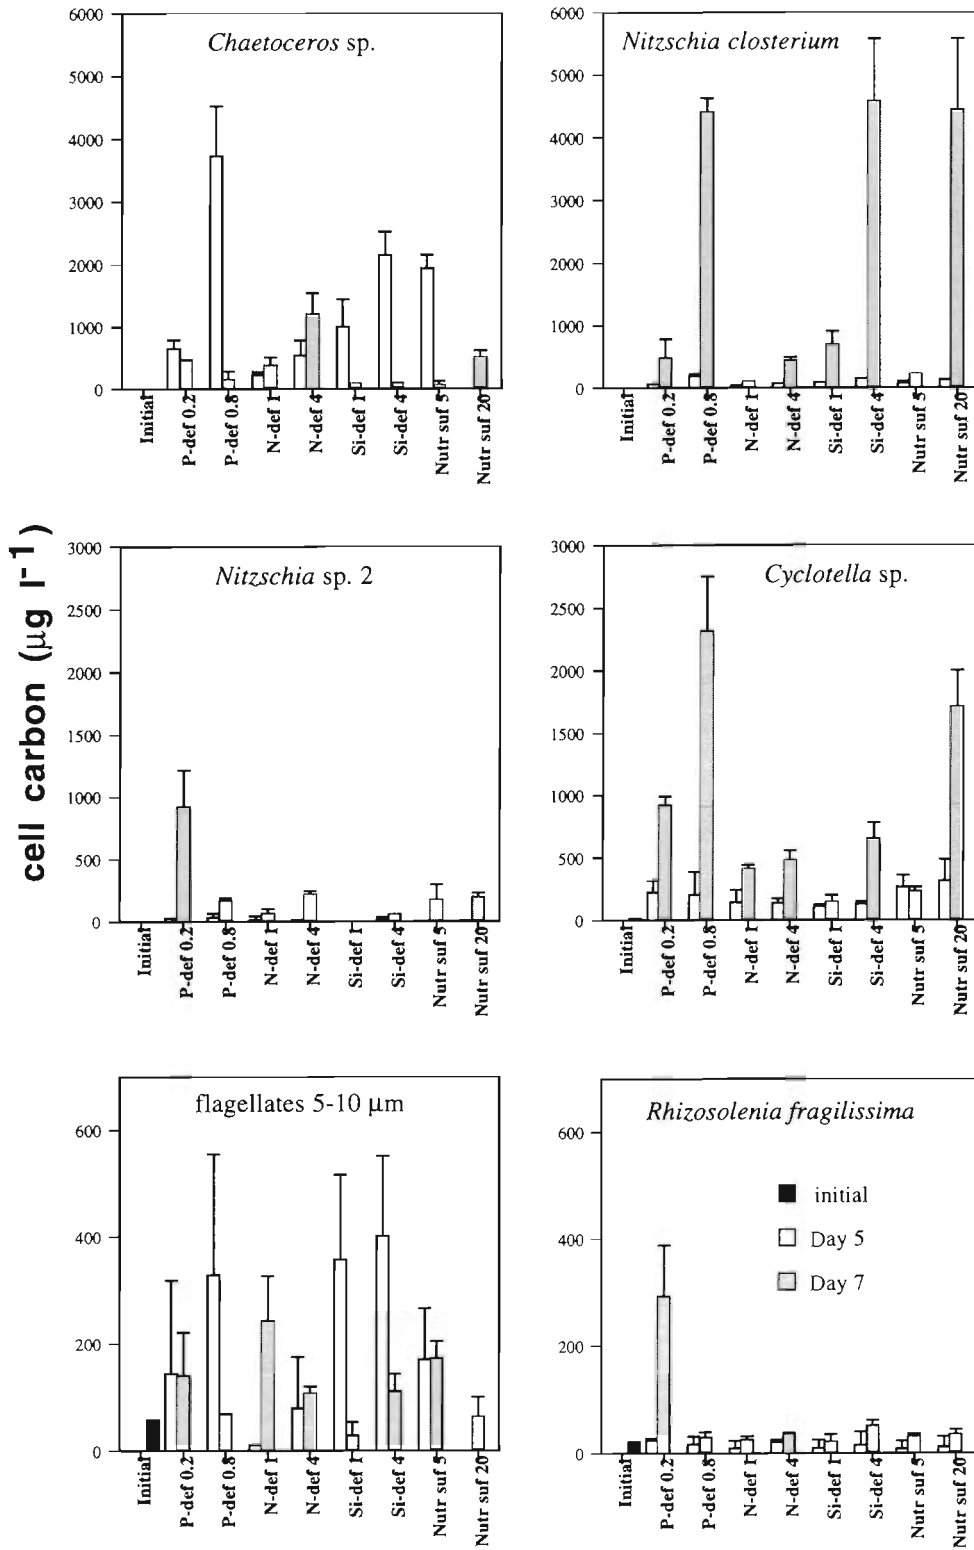 Chaetoceros sp.
6000
5000
4000
3000
2000
1000
0
Initial
P-def 0.2
P-def 0.8
N-def 1
N-def 4
Si-def 1
Si-def 4
Nutr suf 5
Nutr suf 20
Nitzschia closterium
6000
5000
4000
3000
2000
1000
0
Initial
P-def 0.2
P-def 0.8
N-def 1
N-def 4
Si-def 1
Si-def 4
Nutr suf 5
Nutr suf 20
cell carbon (μg l-1)
Nitzschia sp. 2
3000
2500
2000
1500
1000
500
0
Initial
P-def 0.2
P-def 0.8
N-def 1
N-def 4
Si-def 1
Si-def 4
Nutr suf 5
Nutr suf 20
Cyclotella sp.
3000
2500
2000
1500
1000
500
0
Initial
P-def 0.2
P-def 0.8
N-def 1
N-def 4
Si-def 1
Si-def 4
Nutr suf 5
Nutr suf 20
flagellates 5-10 μm
600
400
200
0
Initial
P-def 0.2
P-def 0.8
N-def 1
N-def 4
Si-def 1
Si-def 4
Nutr suf 5
Nutr suf 20
Rhizosolenia fragilissima
600
400
200
0
initial
Day 5
Day 7
Initial
P-def 0.2
P-def 0.8
N-def 1
N-def 4
Si-def 1
Si-def 4
Nutr suf 5
Nutr suf 20